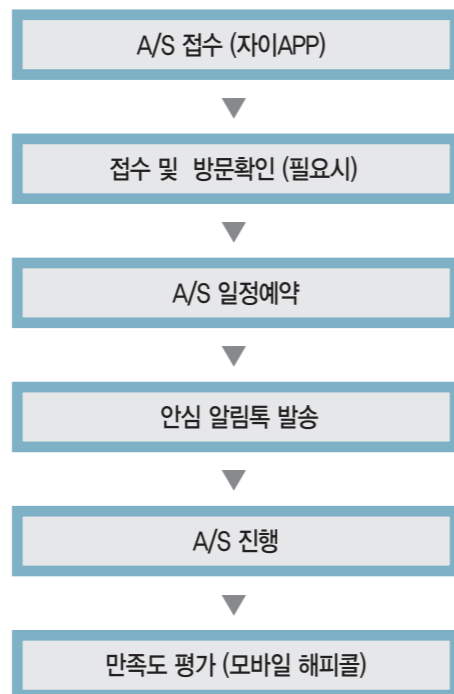 A/S 접수 (자이APP)
접수 및 방문확인 (필요시)
A/S 일정예약
안심 알림톡 발송
A/S 진행
만족도 평가 (모바일 해피콜)